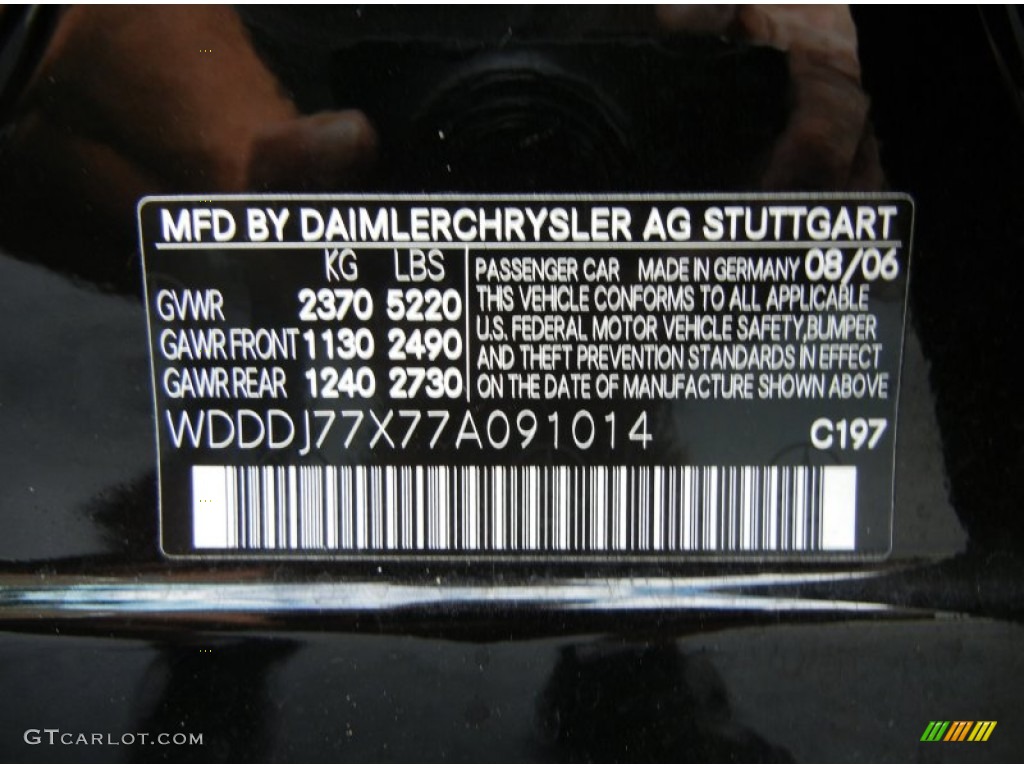 MFD BY DAIMLERCHRYSLER AG STUTTGART
KG LBS
GVWR 2370 5220
GAWR FRONT 1130 2490
GAWR REAR 1240 2730
PASSENGER CAR MADE IN GERMANY 08/06
THIS VEHICLE CONFORMS TO ALL APPLICABLE
U.S. FEDERAL MOTOR VEHICLE SAFETY, BUMPER
AND THEFT PREVENTION STANDARDS IN EFFECT
ON THE DATE OF MANUFACTURE SHOWN ABOVE
WDDDJ77X77A091014 C197
GTCARLOT.COM